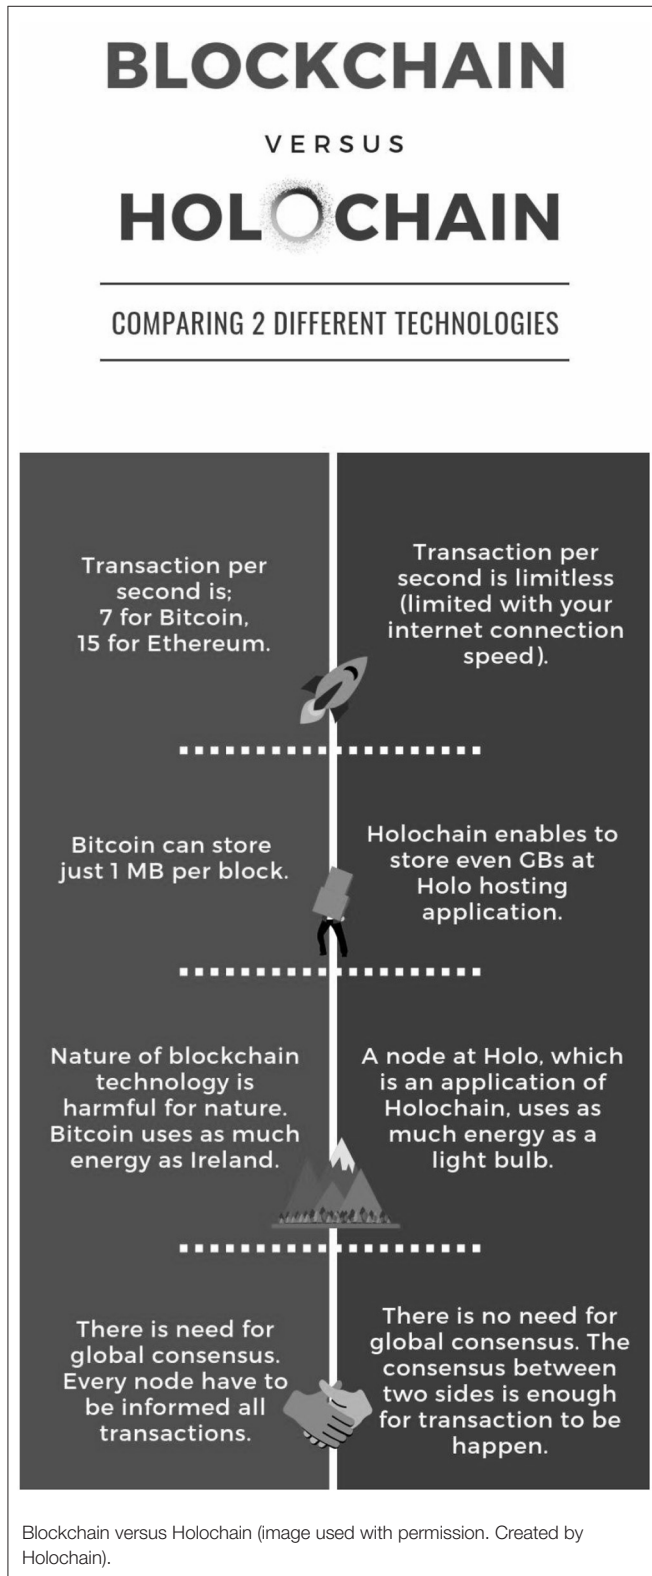 BLOCKCHAIN
VERSUS
HOLOCHAIN
COMPARING 2 DIFFERENT TECHNOLOGIES
Transaction per
second is;
7 for Bitcoin,
15 for Ethereum.
Transaction per
second is limitless
(limited with your
internet connection
speed).
Bitcoin can store
just 1 MB per block.
Holochain enables to
store even GBs at
Holo hosting
application.
Nature of blockchain
technology is
harmful for nature.
Bitcoin uses as much
energy as Ireland.
A node at Holo, which
is an application of
Holochain, uses as
much energy as a
light bulb.
There is need for
global consensus.
Every node have to
be informed all
transactions.
There is no need for
global consensus. The
consensus between
two sides is enough
for transaction to be
happen.
Blockchain versus Holochain (image used with permission. Created by
Holochain).